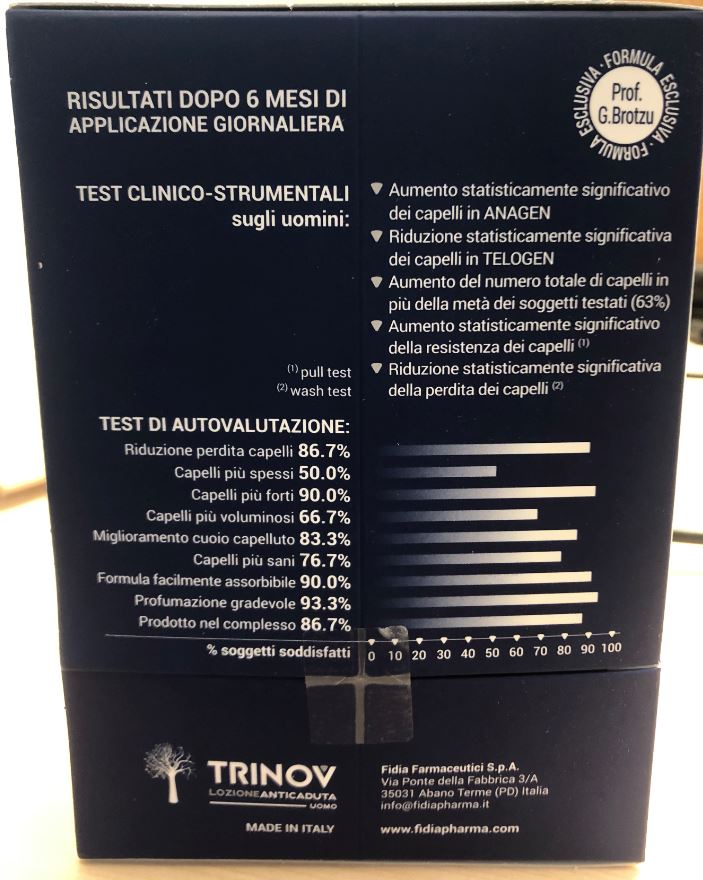 RISULTATI DOPO 6 MESI DI
APPLICAZIONE GIORNALIERA
FORMULA ESCLUSIVA · FORMULA ESCLUSIVA ·
Prof.
G.Brotzu
TEST CLINICO-STRUMENTALI
sugli uomini:
Aumento statisticamente significativo
dei capelli in ANAGEN
Riduzione statisticamente significativa
dei capelli in TELOGEN
Aumento del numero totale di capelli in
più della metà dei soggetti testati (63%)
Aumento statisticamente significativo
della resistenza dei capelli (1)
Riduzione statisticamente significativa
della perdita dei capelli (2)
(1) pull test
(2) wash test
TEST DI AUTOVALUTAZIONE:
Riduzione perdita capelli 86.7%
Capelli più spessi 50.0%
Capelli più forti 90.0%
Capelli più voluminosi 66.7%
Miglioramento cuoio capelluto 83.3%
Capelli più sani 76.7%
Formula facilmente assorbibile 90.0%
Profumazione gradevole 93.3%
Prodotto nel complesso 86.7%
% soggetti soddisfatti 0 10 20 30 40 50 60 70 80 90 100
TRINOV
LOZIONEANTICADUTA
UOMO
MADE IN ITALY
Fidia Farmaceutici S.p.A.
Via Ponte della Fabbrica 3/A
35031 Abano Terme (PD) Italia
info@fidiapharma.it
www.fidiapharma.com